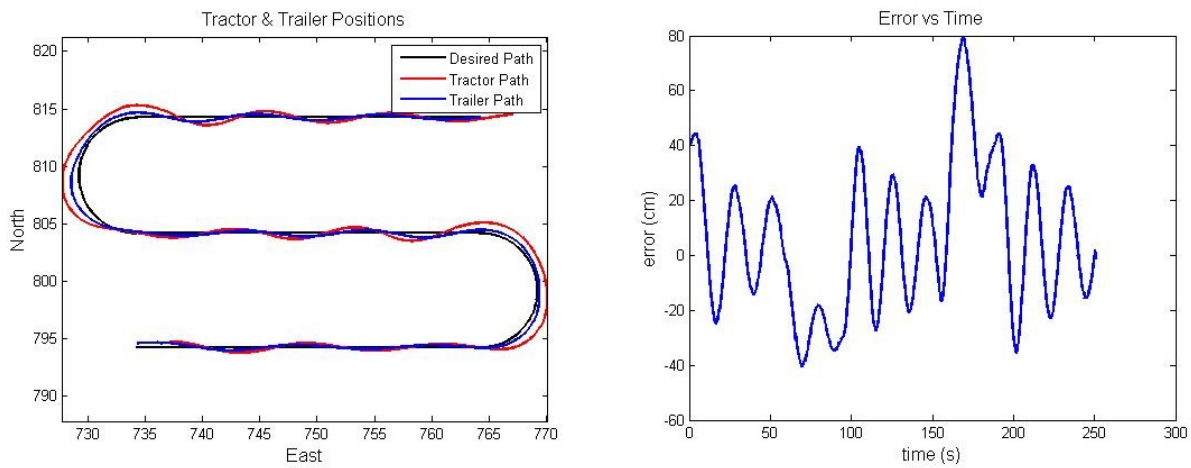 Tractor & Trailer Positions
820
815
810
805
800
795
790
North
730 735 740 745 750 755 760 765 770
East
Desired Path
Tractor Path
Trailer Path
Error vs Time
80
60
40
20
0
-20
-40
-60
error (cm)
0 50 100 150 200 250 300
time (s)